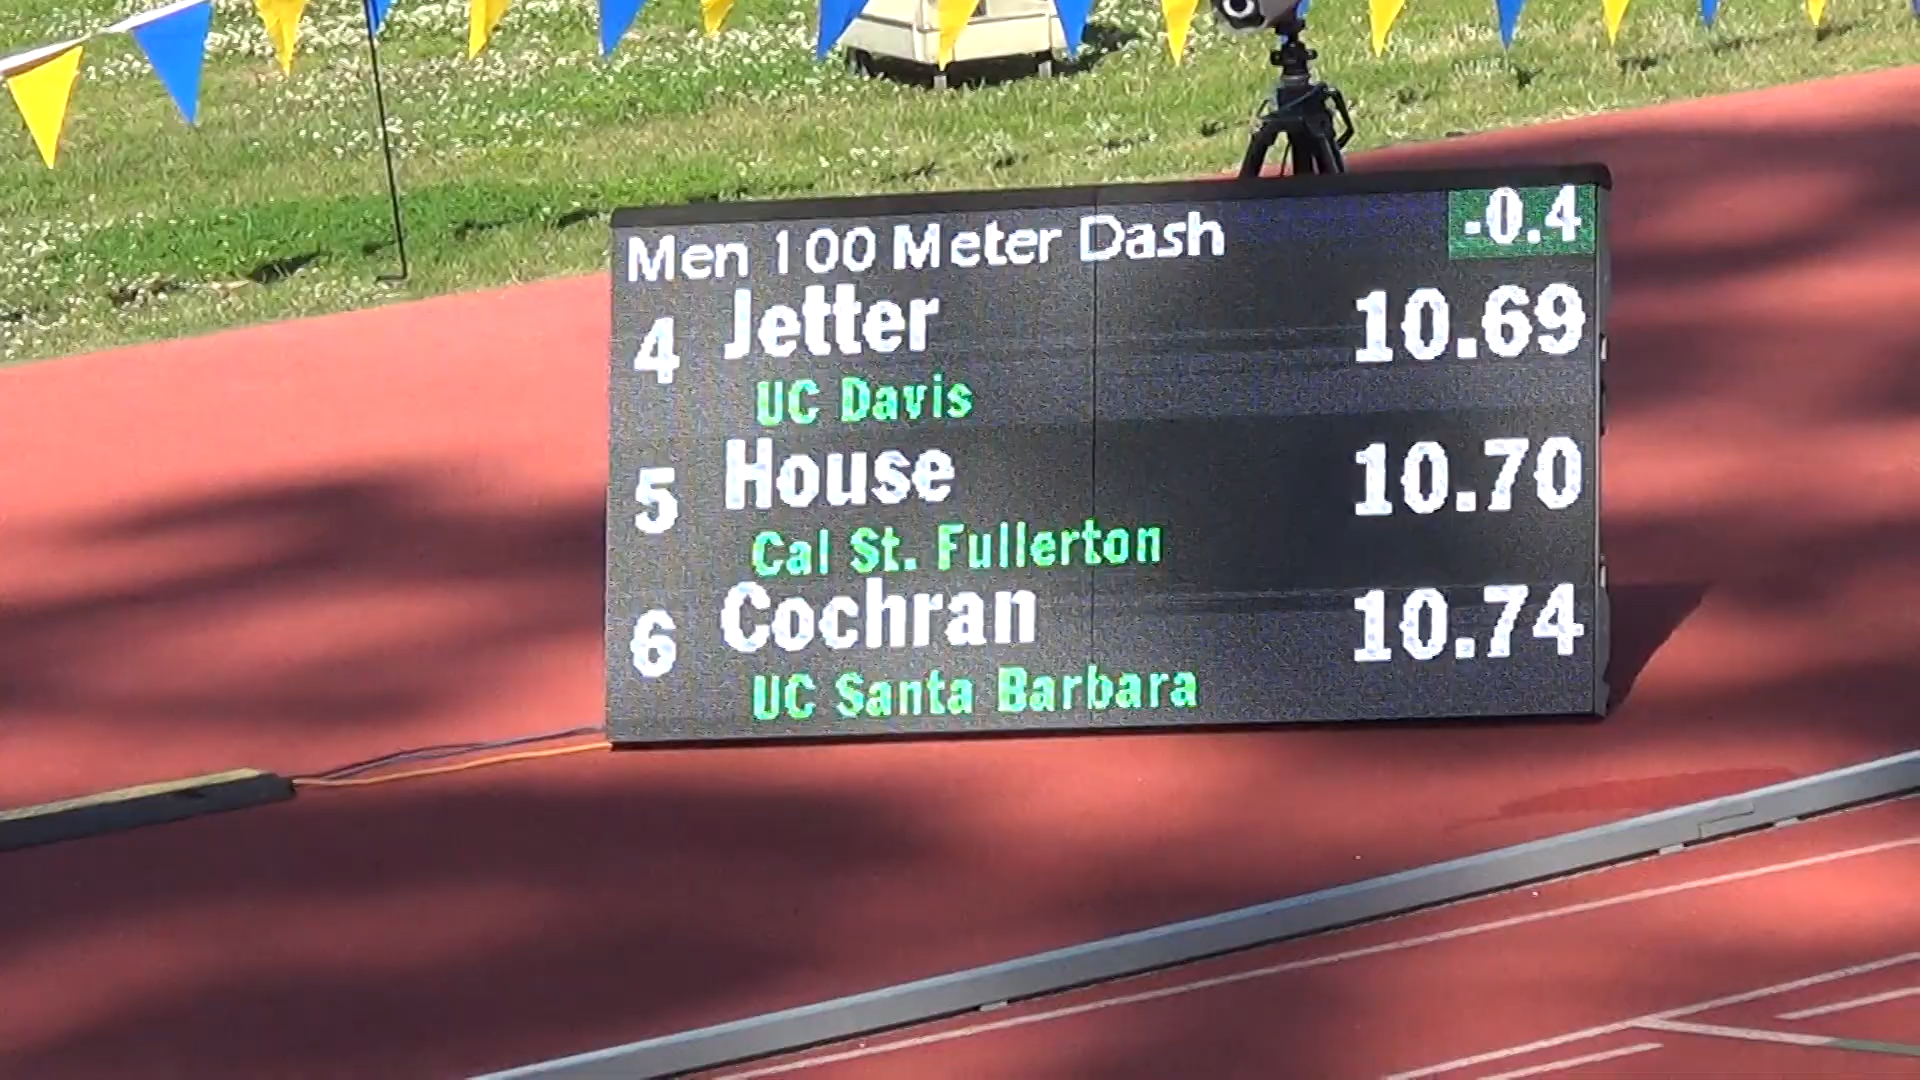 Men 100 Meter Dash -0.4
4 Jetter 10.69
UC Davis
5 House 10.70
Cal St. Fullerton
6 Cochran 10.74
UC Santa Barbara